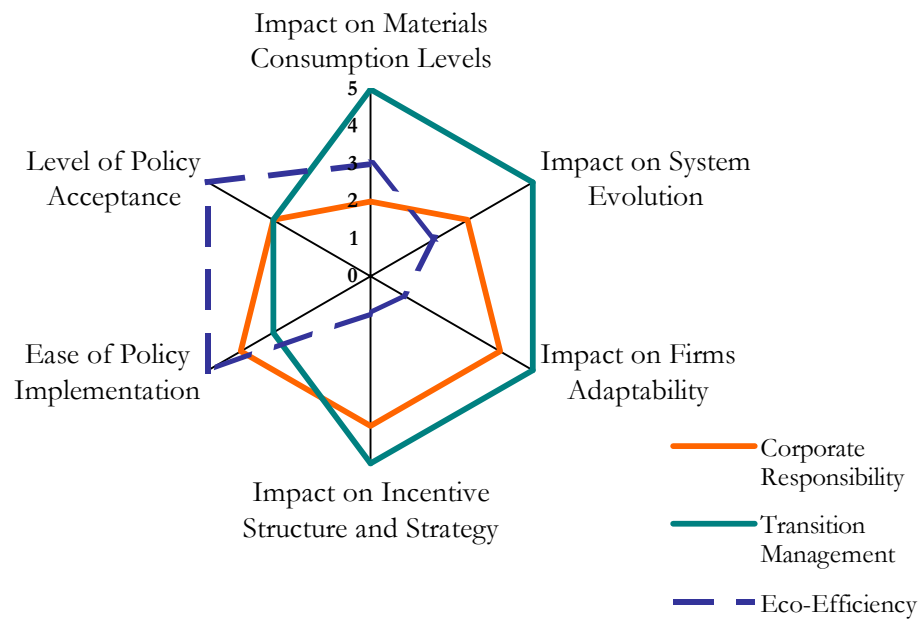 Impact on Materials
Consumption Levels
5
4
3
2
1
0
Level of Policy
Acceptance
Impact on System
Evolution
Ease of Policy
Implementation
Impact on Firms
Adaptability
Impact on Incentive
Structure and Strategy
Corporate
Responsibility
Transition
Management
Eco-Efficiency